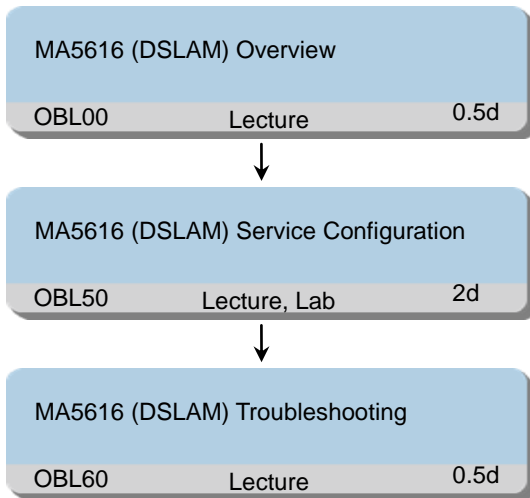 MA5616 (DSLAM) Overview
OBL00 Lecture 0.5d
MA5616 (DSLAM) Service Configuration
OBL50 Lecture, Lab 2d
MA5616 (DSLAM) Troubleshooting
OBL60 Lecture 0.5d